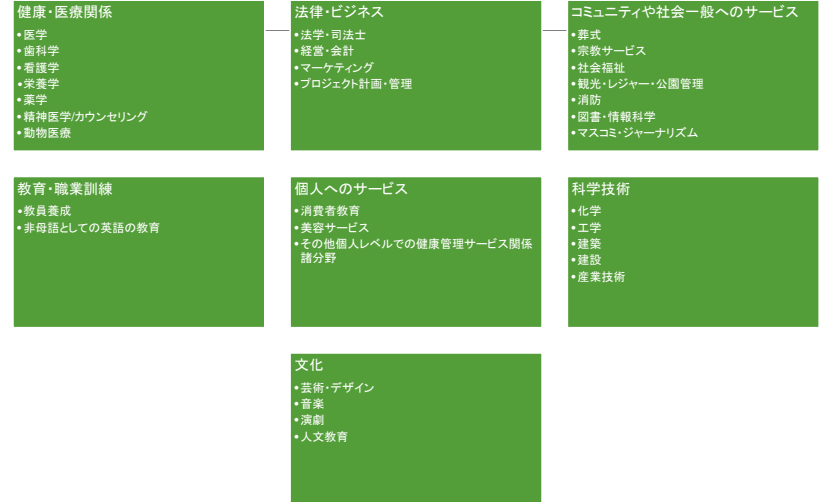 健康・医療関係
•医学
•歯科学
•看護学
•栄養学
•薬学
•精神医学/カウンセリング
•動物医療
法律・ビジネス
•法学・司法士
•経営・会計
•マーケティング
•プロジェクト計画・管理
コミュニティや社会一般へのサービス
•葬式
•宗教サービス
•社会福祉
•観光・レジャー・公園管理
•消防
•図書・情報科学
•マスコミ・ジャーナリズム
教育・職業訓練
•教員養成
•非母語としての英語の教育
個人へのサービス
•消費者教育
•美容サービス
•その他個人レベルでの健康管理サービス関係
諸分野
科学技術
•化学
•工学
•建築
•建設
•産業技術
文化
•芸術・デザイン
•音楽
•演劇
•人文教育